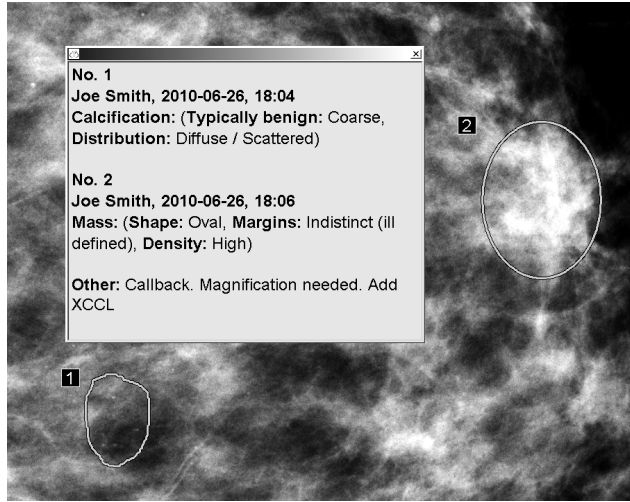 No. 1
Joe Smith, 2010-06-26, 18:04
Calcification: (Typically benign: Coarse,
Distribution: Diffuse / Scattered)
No. 2
Joe Smith, 2010-06-26, 18:06
Mass: (Shape: Oval, Margins: Indistinct (ill
defined), Density: High)
Other: Callback. Magnification needed. Add
XCCL
2
1